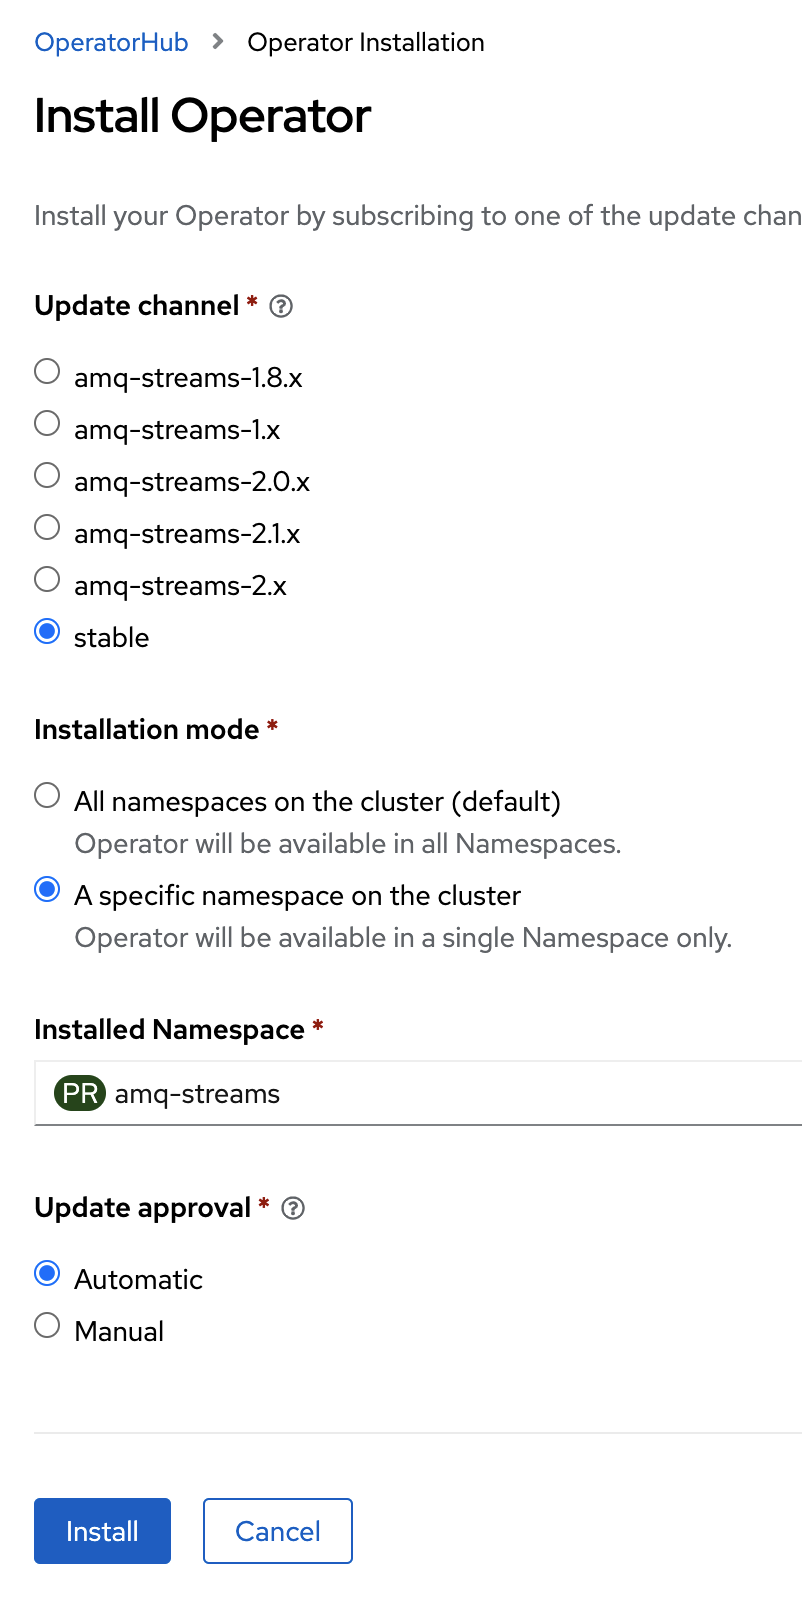 OperatorHub > Operator Installation
Install Operator
Install your Operator by subscribing to one of the update chan
Update channel *
amq-streams-1.8.x
amq-streams-1.x
amq-streams-2.0.x
amq-streams-2.1.x
amq-streams-2.x
stable
Installation mode *
All namespaces on the cluster (default)
Operator will be available in all Namespaces.
A specific namespace on the cluster
Operator will be available in a single Namespace only.
Installed Namespace *
PR amq-streams
Update approval *
Automatic
Manual
Install Cancel